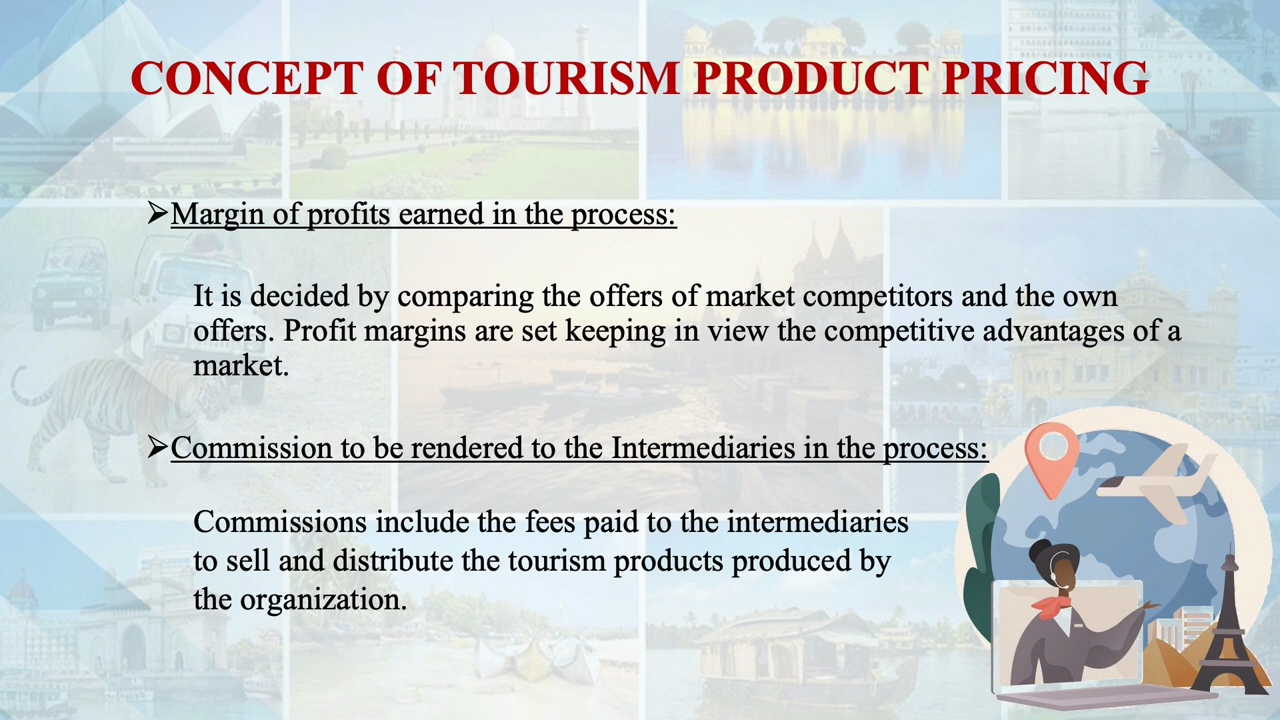 CONCEPT OF TOURISM PRODUCT PRICING
➢Margin of profits earned in the process:
It is decided by comparing the offers of market competitors and the own
offers. Profit margins are set keeping in view the competitive advantages of a
market.
➢Commission to be rendered to the Intermediaries in the process:
Commissions include the fees paid to the intermediaries
to sell and distribute the tourism products produced by
the organization.